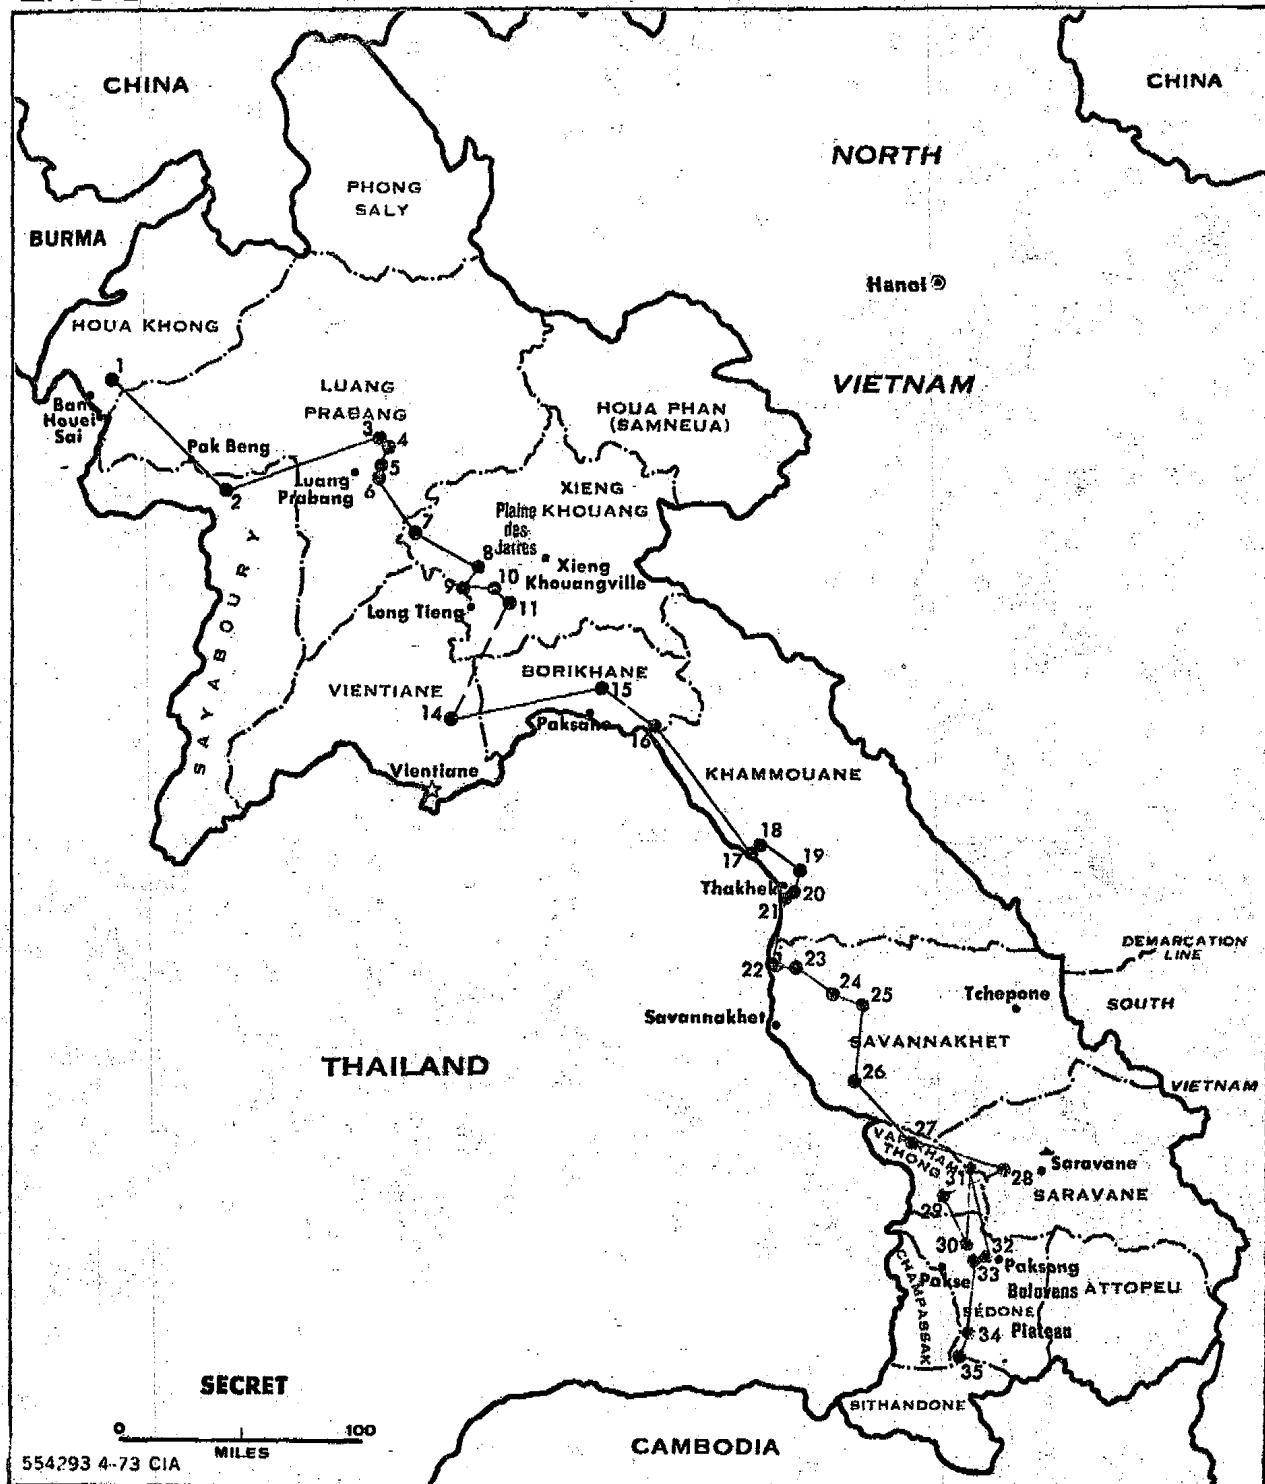 CHINA
CHINA
NORTH
PHONG
SALY
BURMA
Hanoi
HOUA KHONG
VIETNAM
1
LUANG
PRABANG
Ban
Houei
Sai
HOUA PHAN
(SAMNEUA)
3
4
Pak Beng
5
Luang
Prabang
6
2
XIENG
KHOUANG
Plaine
des
Jarres
7
8
Xieng
Khouangville
9
10
11
Long Tieng
SAYABOURY
BORIKHANE
VIENTIANE
15
14
Paksane
16
KHAMMOUANE
Vientiane
18
17
19
Thakhek
20
21
DEMARCATION
LINE
22
23
24
25
Tchepone
SOUTH
Savannakhet
SAVANNAKHET
THAILAND
26
VIETNAM
27
VAPIKHAM
THONG
31
28
Saravane
SARAVANE
29
30
32
33
Paksong
Pakse
Bolovens
ATTOPEU
CHAMPASSAK
SEDONE
34
Plateau
35
SECRET
SITHANDONE
0
100
MILES
CAMBODIA
554293 4-73 CIA